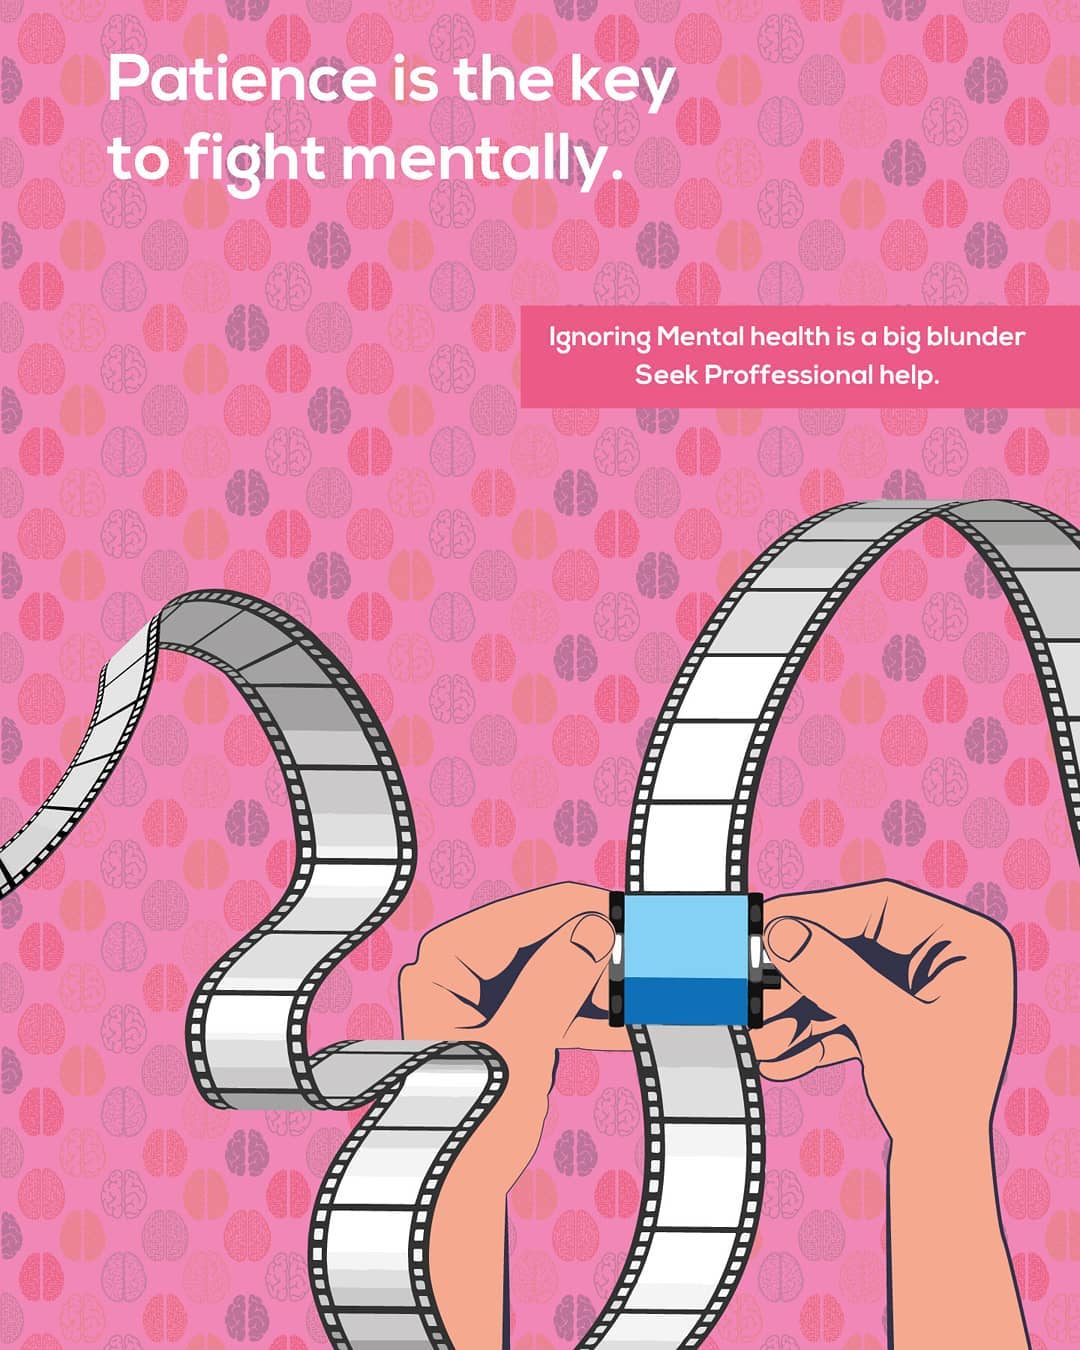 Patience is the key
to fight mentally.
Ignoring Mental health is a big blunder
Seek Proffessional help.